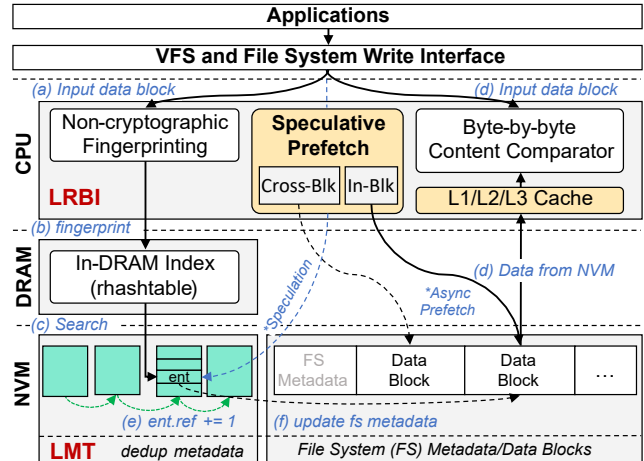 Applications
VFS and File System Write Interface
(a) Input data block
(d) Input data block
CPU
Non-cryptographic
Fingerprinting
Speculative
Prefetch
Cross-Blk
In-Blk
Byte-by-byte
Content Comparator
L1/L2/L3 Cache
LRBI
(b) fingerprint
DRAM
In-DRAM Index
(rhashtable)
*Speculation
(d) Data from NVM
*Async
Prefetch
(c) Search
NVM
ent
FS
Metadata
Data
Block
Data
Block
...
(e) ent.ref += 1
(f) update fs metadata
LMT
dedup metadata
File System (FS) Metadata/Data Blocks